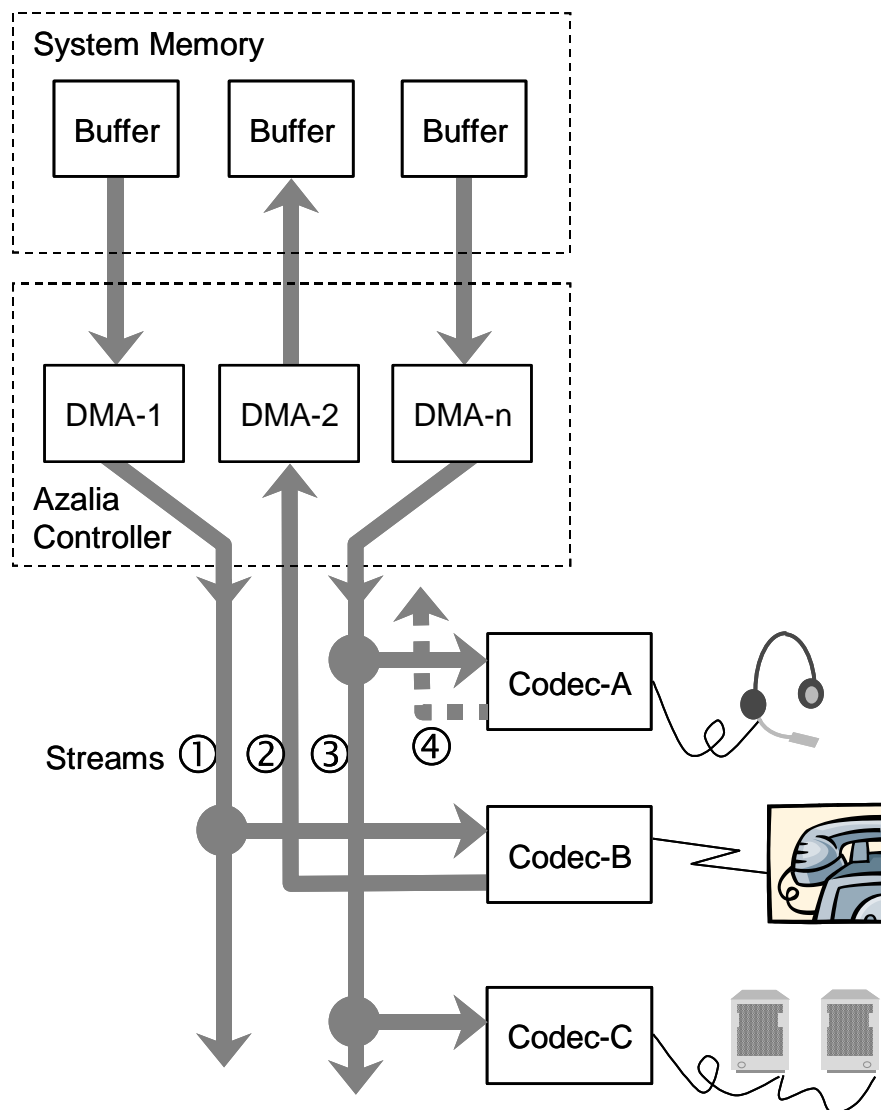 System Memory
Buffer
Buffer
Buffer
DMA-1
DMA-2
DMA-n
Azalia
Controller
Codec-A
Streams ① ② ③ ④
Codec-B
Codec-C